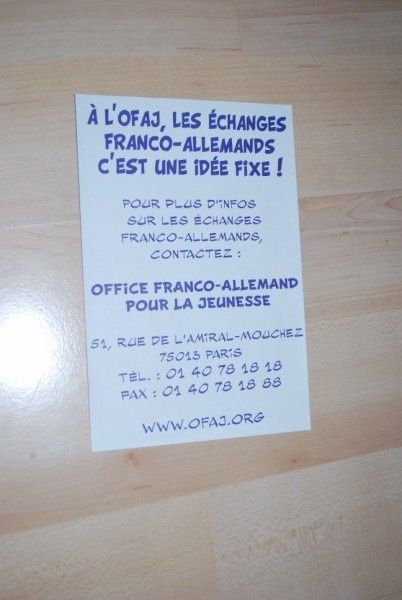 À L'OFAJ, LES ÉCHANGES
FRANCO-ALLEMANDS
C'EST UNE IDÉE FIXE !
POUR PLUS D'INFOS
SUR LES ÉCHANGES
FRANCO-ALLEMANDS,
CONTACTEZ :
OFFICE FRANCO-ALLEMAND
POUR LA JEUNESSE
51, RUE DE L'AMIRAL-MOUCHEZ
75013 PARIS
TÉL. : 01 40 78 18 18
FAX : 01 40 78 18 88
WWW.OFAJ.ORG